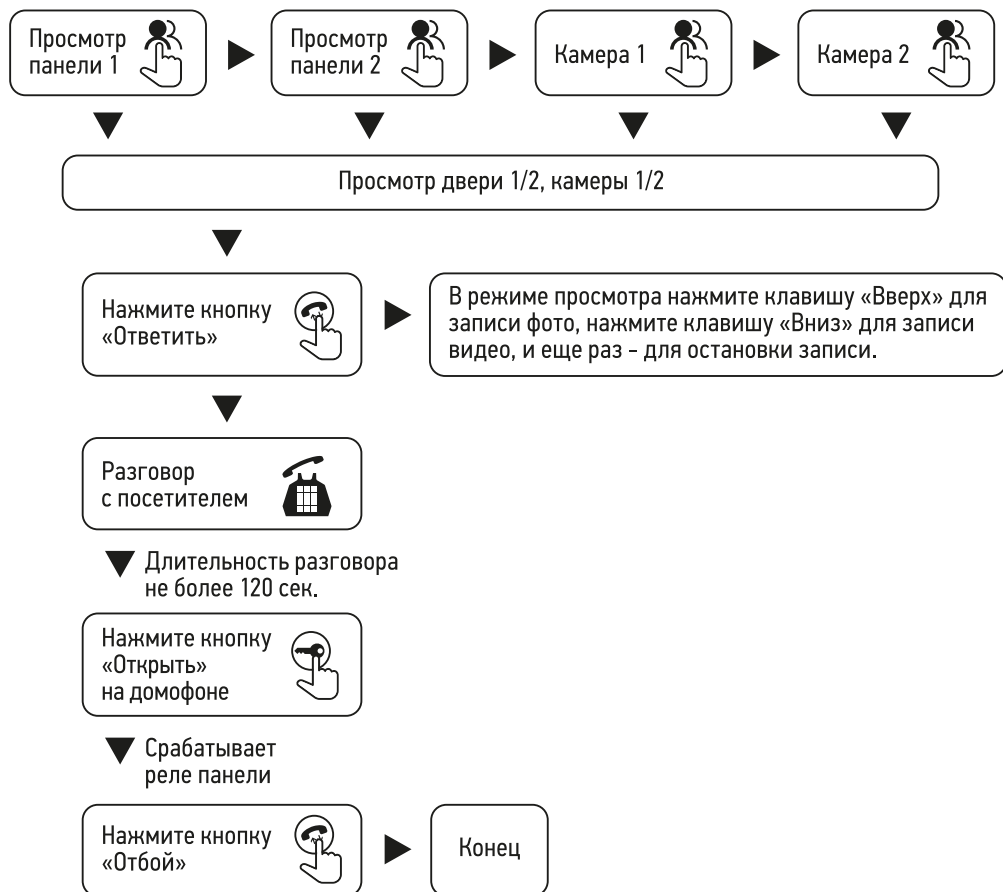 Просмотр
панели 1
Просмотр
панели 2
Камера 1
Камера 2
Просмотр двери 1/2, камеры 1/2
Нажмите кнопку
«Ответить»
В режиме просмотра нажмите клавишу «Вверх» для
записи фото, нажмите клавишу «Вниз» для записи
видео, и еще раз - для остановки записи.
Разговор
с посетителем
Длительность разговора
не более 120 сек.
Нажмите кнопку
«Открыть»
на домофоне
Срабатывает
реле панели
Нажмите кнопку
«Отбой»
Конец